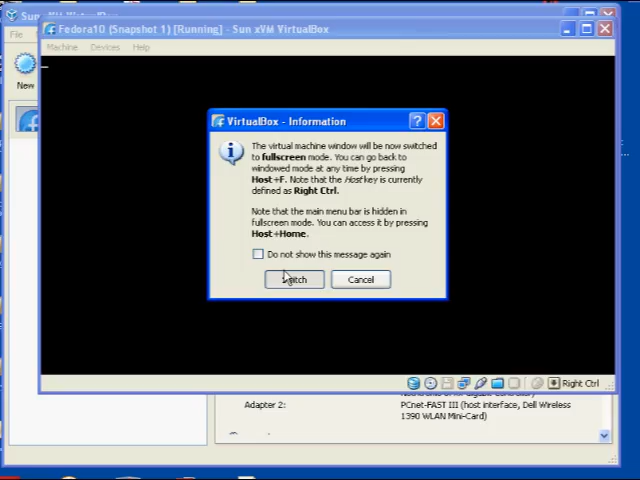 Sun
Fedora10 (Snapshot 1) [Running] - Sun xVM VirtualBox
File
Machine Devices Help
New
VirtualBox - Information
The virtual machine window will be now switched
to fullscreen mode. You can go back to
windowed mode at any time by pressing
Host+F. Note that the Host key is currently
defined as Right Ctrl.
Note that the main menu bar is hidden in
fullscreen mode. You can access it by pressing
Host+Home.
Do not show this message again
Switch Cancel
Right Ctrl
Adapter 2: PCnet-FAST III (host interface, Dell Wireless
1390 WLAN Mini-Card)